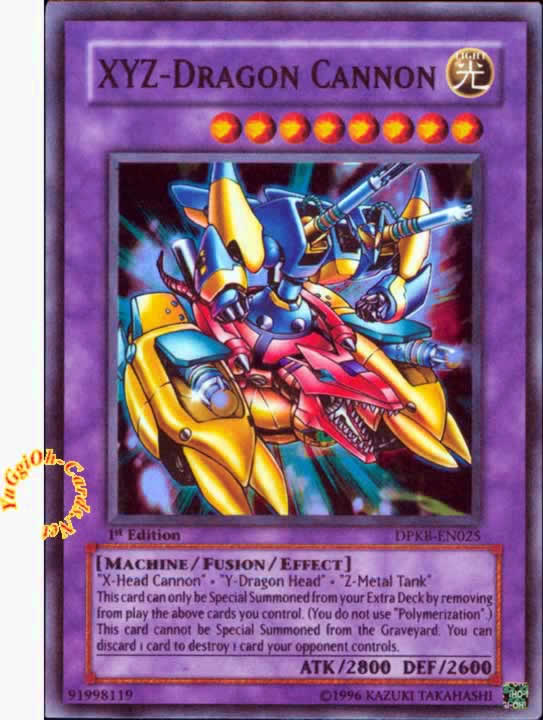 XYZ-Dragon Cannon
LIGHT
光
1st Edition
DPKB-EN025
[Machine/Fusion/Effect]
"X-Head Cannon" + "Y-Dragon Head" + "Z-Metal Tank"
This card can only be Special Summoned from your Extra Deck by removing
from play the above cards you control. (You do not use "Polymerization".)
This card cannot be Special Summoned from the Graveyard. You can
discard 1 card to destroy 1 card your opponent controls.
ATK/2800 DEF/2600
91998119
©1996 KAZUKI TAKAHASHI
YuGgiOh-Cards.Net